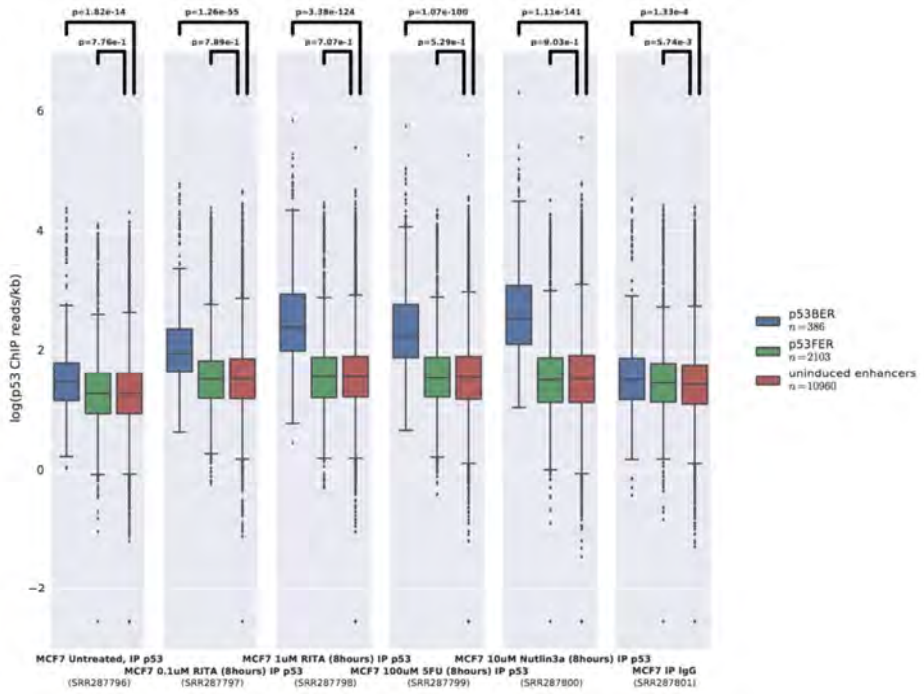 p=1.82e-14 p=1.26e-55 p=3.38e-124 p=1.07e-100 p=1.11e-141 p=1.33e-4
p=7.76e-1 p=7.89e-1 p=7.07e-1 p=5.29e-1 p=9.03e-1 p=5.74e-3
6
4
2
0
−2
log(p53 ChIP reads/kb)
p53BER
n=386
p53FER
n=2103
uninduced enhancers
n=10960
MCF7 Untreated, IP p53 MCF7 1uM RITA (8hours) IP p53 MCF7 10uM Nutlin3a (8hours) IP p53
MCF7 0.1uM RITA (8hours) IP p53 MCF7 100uM 5FU (8hours) IP p53 MCF7 IP IgG
(SRR287796) (SRR287797) (SRR287798) (SRR287799) (SRR287800) (SRR287801)